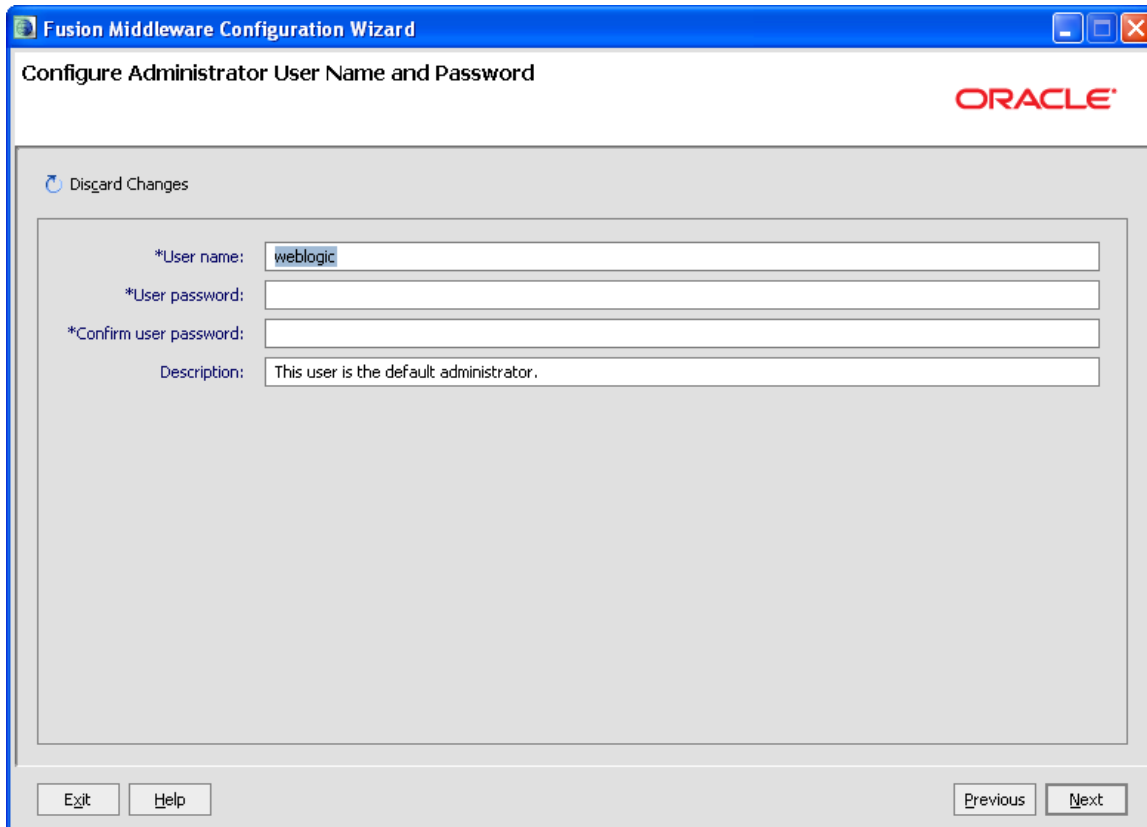 Fusion Middleware Configuration Wizard
Configure Administrator User Name and Password
ORACLE
Discard Changes
*User name: weblogic
*User password:
*Confirm user password:
Description: This user is the default administrator.
Exit Help Previous Next